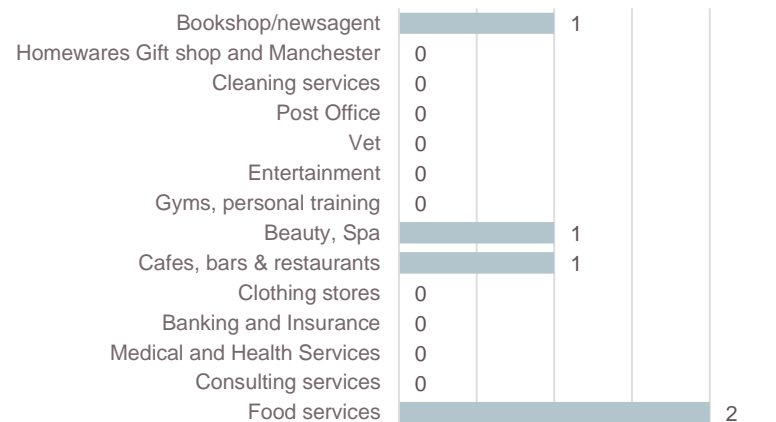 Bookshop/newsagent 1
Homewares Gift shop and Manchester 0
Cleaning services 0
Post Office 0
Vet 0
Entertainment 0
Gyms, personal training 0
Beauty, Spa 1
Cafes, bars & restaurants 1
Clothing stores 0
Banking and Insurance 0
Medical and Health Services 0
Consulting services 0
Food services 2